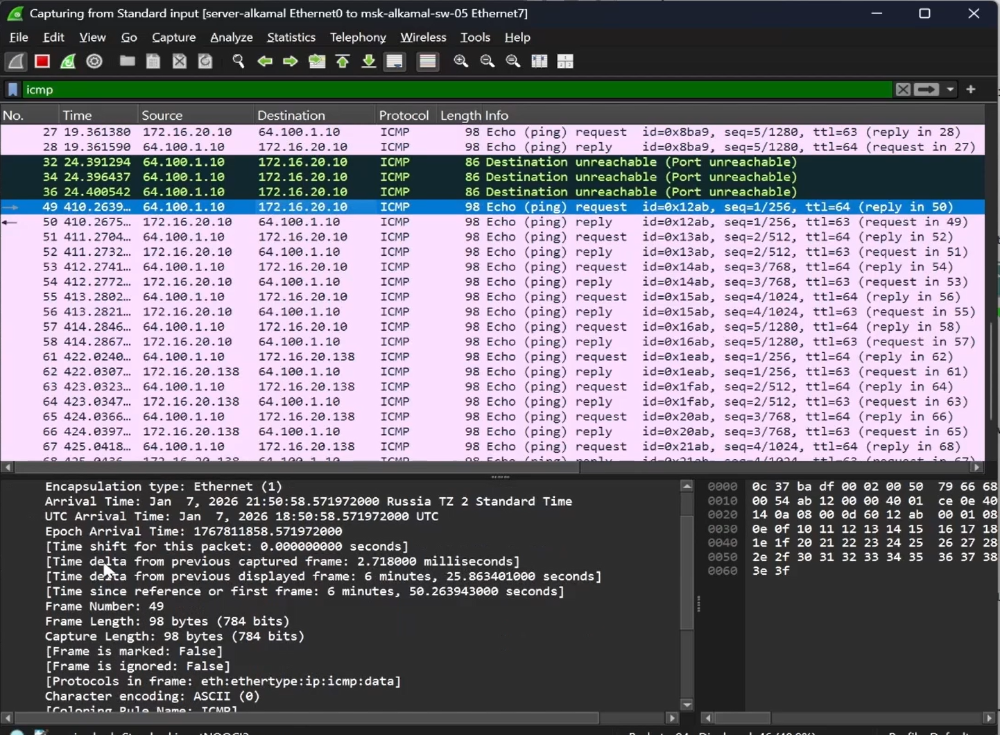 Capturing from Standard input [server-alkamal Ethernet0 to msk-alkamal-sw-05 Ethernet7]
File Edit View Go Capture Analyze Statistics Telephony Wireless Tools Help
icmp
No. Time Source Destination Protocol Length Info
27 19.361380 172.16.20.10 64.100.1.10 ICMP 98 Echo (ping) request id=0x8ba9, seq=5/1280, ttl=63 (reply in 28)
28 19.361590 64.100.1.10 172.16.20.10 ICMP 98 Echo (ping) reply id=0x8ba9, seq=5/1280, ttl=64 (request in 27)
32 24.391294 64.100.1.10 172.16.20.10 ICMP 86 Destination unreachable (Port unreachable)
34 24.396437 64.100.1.10 172.16.20.10 ICMP 86 Destination unreachable (Port unreachable)
36 24.400542 64.100.1.10 172.16.20.10 ICMP 86 Destination unreachable (Port unreachable)
49 410.2639… 64.100.1.10 172.16.20.10 ICMP 98 Echo (ping) request id=0x12ab, seq=1/256, ttl=64 (reply in 50)
50 410.2675… 172.16.20.10 64.100.1.10 ICMP 98 Echo (ping) reply id=0x12ab, seq=1/256, ttl=63 (request in 49)
51 411.2704… 64.100.1.10 172.16.20.10 ICMP 98 Echo (ping) request id=0x13ab, seq=2/512, ttl=64 (reply in 52)
52 411.2732… 172.16.20.10 64.100.1.10 ICMP 98 Echo (ping) reply id=0x13ab, seq=2/512, ttl=63 (request in 51)
53 412.2741… 64.100.1.10 172.16.20.10 ICMP 98 Echo (ping) request id=0x14ab, seq=3/768, ttl=64 (reply in 54)
54 412.2772… 172.16.20.10 64.100.1.10 ICMP 98 Echo (ping) reply id=0x14ab, seq=3/768, ttl=63 (request in 53)
55 413.2802… 64.100.1.10 172.16.20.10 ICMP 98 Echo (ping) request id=0x15ab, seq=4/1024, ttl=64 (reply in 56)
56 413.2821… 172.16.20.10 64.100.1.10 ICMP 98 Echo (ping) reply id=0x15ab, seq=4/1024, ttl=63 (request in 55)
57 414.2846… 64.100.1.10 172.16.20.10 ICMP 98 Echo (ping) request id=0x16ab, seq=5/1280, ttl=64 (reply in 58)
58 414.2867… 172.16.20.10 64.100.1.10 ICMP 98 Echo (ping) reply id=0x16ab, seq=5/1280, ttl=63 (request in 57)
61 422.0240… 64.100.1.10 172.16.20.138 ICMP 98 Echo (ping) request id=0x1eab, seq=1/256, ttl=64 (reply in 62)
62 422.0307… 172.16.20.138 64.100.1.10 ICMP 98 Echo (ping) reply id=0x1eab, seq=1/256, ttl=63 (request in 61)
63 423.0323… 64.100.1.10 172.16.20.138 ICMP 98 Echo (ping) request id=0x1fab, seq=2/512, ttl=64 (reply in 64)
64 423.0347… 172.16.20.138 64.100.1.10 ICMP 98 Echo (ping) reply id=0x1fab, seq=2/512, ttl=63 (request in 63)
65 424.0366… 64.100.1.10 172.16.20.138 ICMP 98 Echo (ping) request id=0x20ab, seq=3/768, ttl=64 (reply in 66)
66 424.0397… 172.16.20.138 64.100.1.10 ICMP 98 Echo (ping) reply id=0x20ab, seq=3/768, ttl=63 (request in 65)
67 425.0418… 64.100.1.10 172.16.20.138 ICMP 98 Echo (ping) request id=0x21ab, seq=4/1024, ttl=64 (reply in 68)
Encapsulation type: Ethernet (1)
Arrival Time: Jan 7, 2026 21:50:58.571972000 Russia TZ 2 Standard Time
UTC Arrival Time: Jan 7, 2026 18:50:58.571972000 UTC
Epoch Arrival Time: 1767811858.571972000
[Time shift for this packet: 0.000000000 seconds]
[Time delta from previous captured frame: 2.718000 milliseconds]
[Time delta from previous displayed frame: 6 minutes, 25.863401000 seconds]
[Time since reference or first frame: 6 minutes, 50.263943000 seconds]
Frame Number: 49
Frame Length: 98 bytes (784 bits)
Capture Length: 98 bytes (784 bits)
[Frame is marked: False]
[Frame is ignored: False]
[Protocols in frame: eth:ethertype:ip:icmp:data]
Character encoding: ASCII (0)
[Coloring Rule Name: ICMP]
0000 0c 37 ba df 00 02 00 50 79 66 68
0010 00 54 ab 12 00 00 40 01 ce 0e 40
0020 14 0a 08 00 0d 60 12 ab 00 01 08
0030 0e 0f 10 11 12 13 14 15 16 17 18
0040 1e 1f 20 21 22 23 24 25 26 27 28
0050 2e 2f 30 31 32 33 34 35 36 37 38
0060 3e 3f